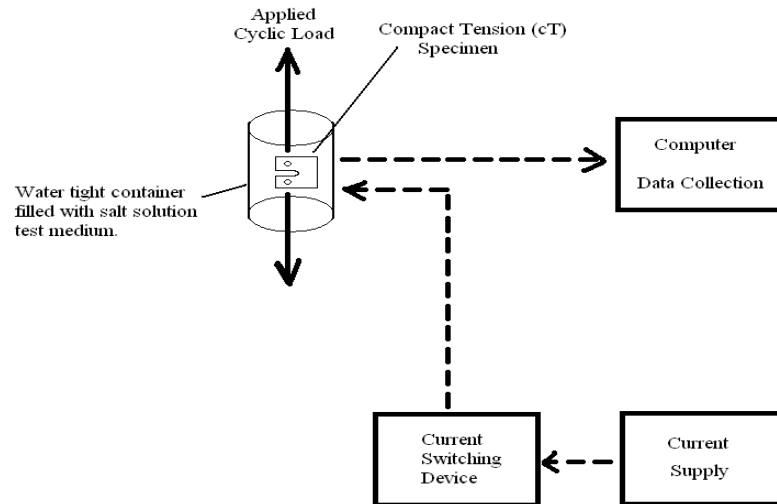 Applied
Cyclic Load
Compact Tension (cT)
Specimen
Water tight container
filled with salt solution
test medium.
Computer
Data Collection
Current
Switching
Device
Current
Supply